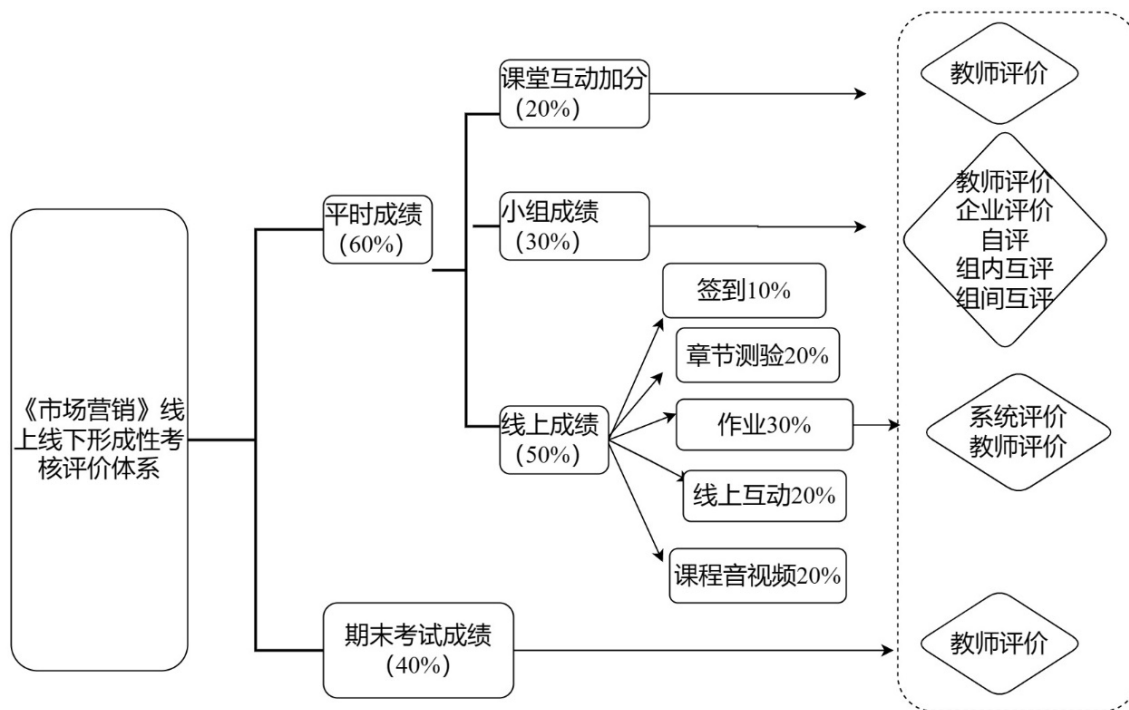 《市场营销》线
上线下形成性考
核评价体系
平时成绩
（60%）
课堂互动加分
（20%）
教师评价
小组成绩
（30%）
教师评价
企业评价
自评
组内互评
组间互评
线上成绩
（50%）
签到10%
章节测验20%
作业30%
线上互动20%
课程音视频20%
系统评价
教师评价
期末考试成绩
（40%）
教师评价